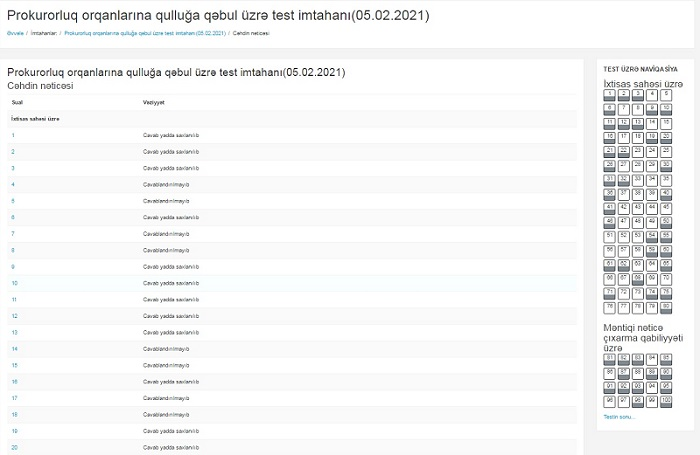 Prokurorluq orqanlarına qulluğa qəbul üzrə test imtahanı(05.02.2021)
Əvvələ / İmtahanlar: / Prokurorluq orqanlarına qulluğa qəbul üzrə test imtahanı (05.02.2021) / Cəhdin nəticəsi
Prokurorluq orqanlarına qulluğa qəbul üzrə test imtahanı(05.02.2021)
Cəhdin nəticəsi
Sual Vəziyyət
İxtisas sahəsi üzrə
1 Cavab yadda saxlanılıb
2 Cavab yadda saxlanılıb
3 Cavab yadda saxlanılıb
4 Cavablandırılmayıb
5 Cavablandırılmayıb
6 Cavab yadda saxlanılıb
7 Cavablandırılmayıb
8 Cavablandırılmayıb
9 Cavab yadda saxlanılıb
10 Cavab yadda saxlanılıb
11 Cavab yadda saxlanılıb
12 Cavab yadda saxlanılıb
13 Cavab yadda saxlanılıb
14 Cavablandırılmayıb
15 Cavablandırılmayıb
16 Cavab yadda saxlanılıb
17 Cavablandırılmayıb
18 Cavablandırılmayıb
19 Cavab yadda saxlanılıb
20 Cavab yadda saxlanılıb
TEST ÜZRƏ NAVİQASİYA
İxtisas sahəsi üzrə
1 2 3 4 5
6 7 8 9 10
11 12 13 14 15
16 17 18 19 20
21 22 23 24 25
26 27 28 29 30
31 32 33 34 35
36 37 38 39 40
41 42 43 44 45
46 47 48 49 50
51 52 53 54 55
56 57 58 59 60
61 62 63 64 65
66 67 68 69 70
71 72 73 74 75
76 77 78 79 80
Məntiqi nəticə
çıxarma qabiliyyəti
üzrə
81 82 83 84 85
86 87 88 89 90
91 92 93 94 95
96 97 98 99 100
Testin sonu...